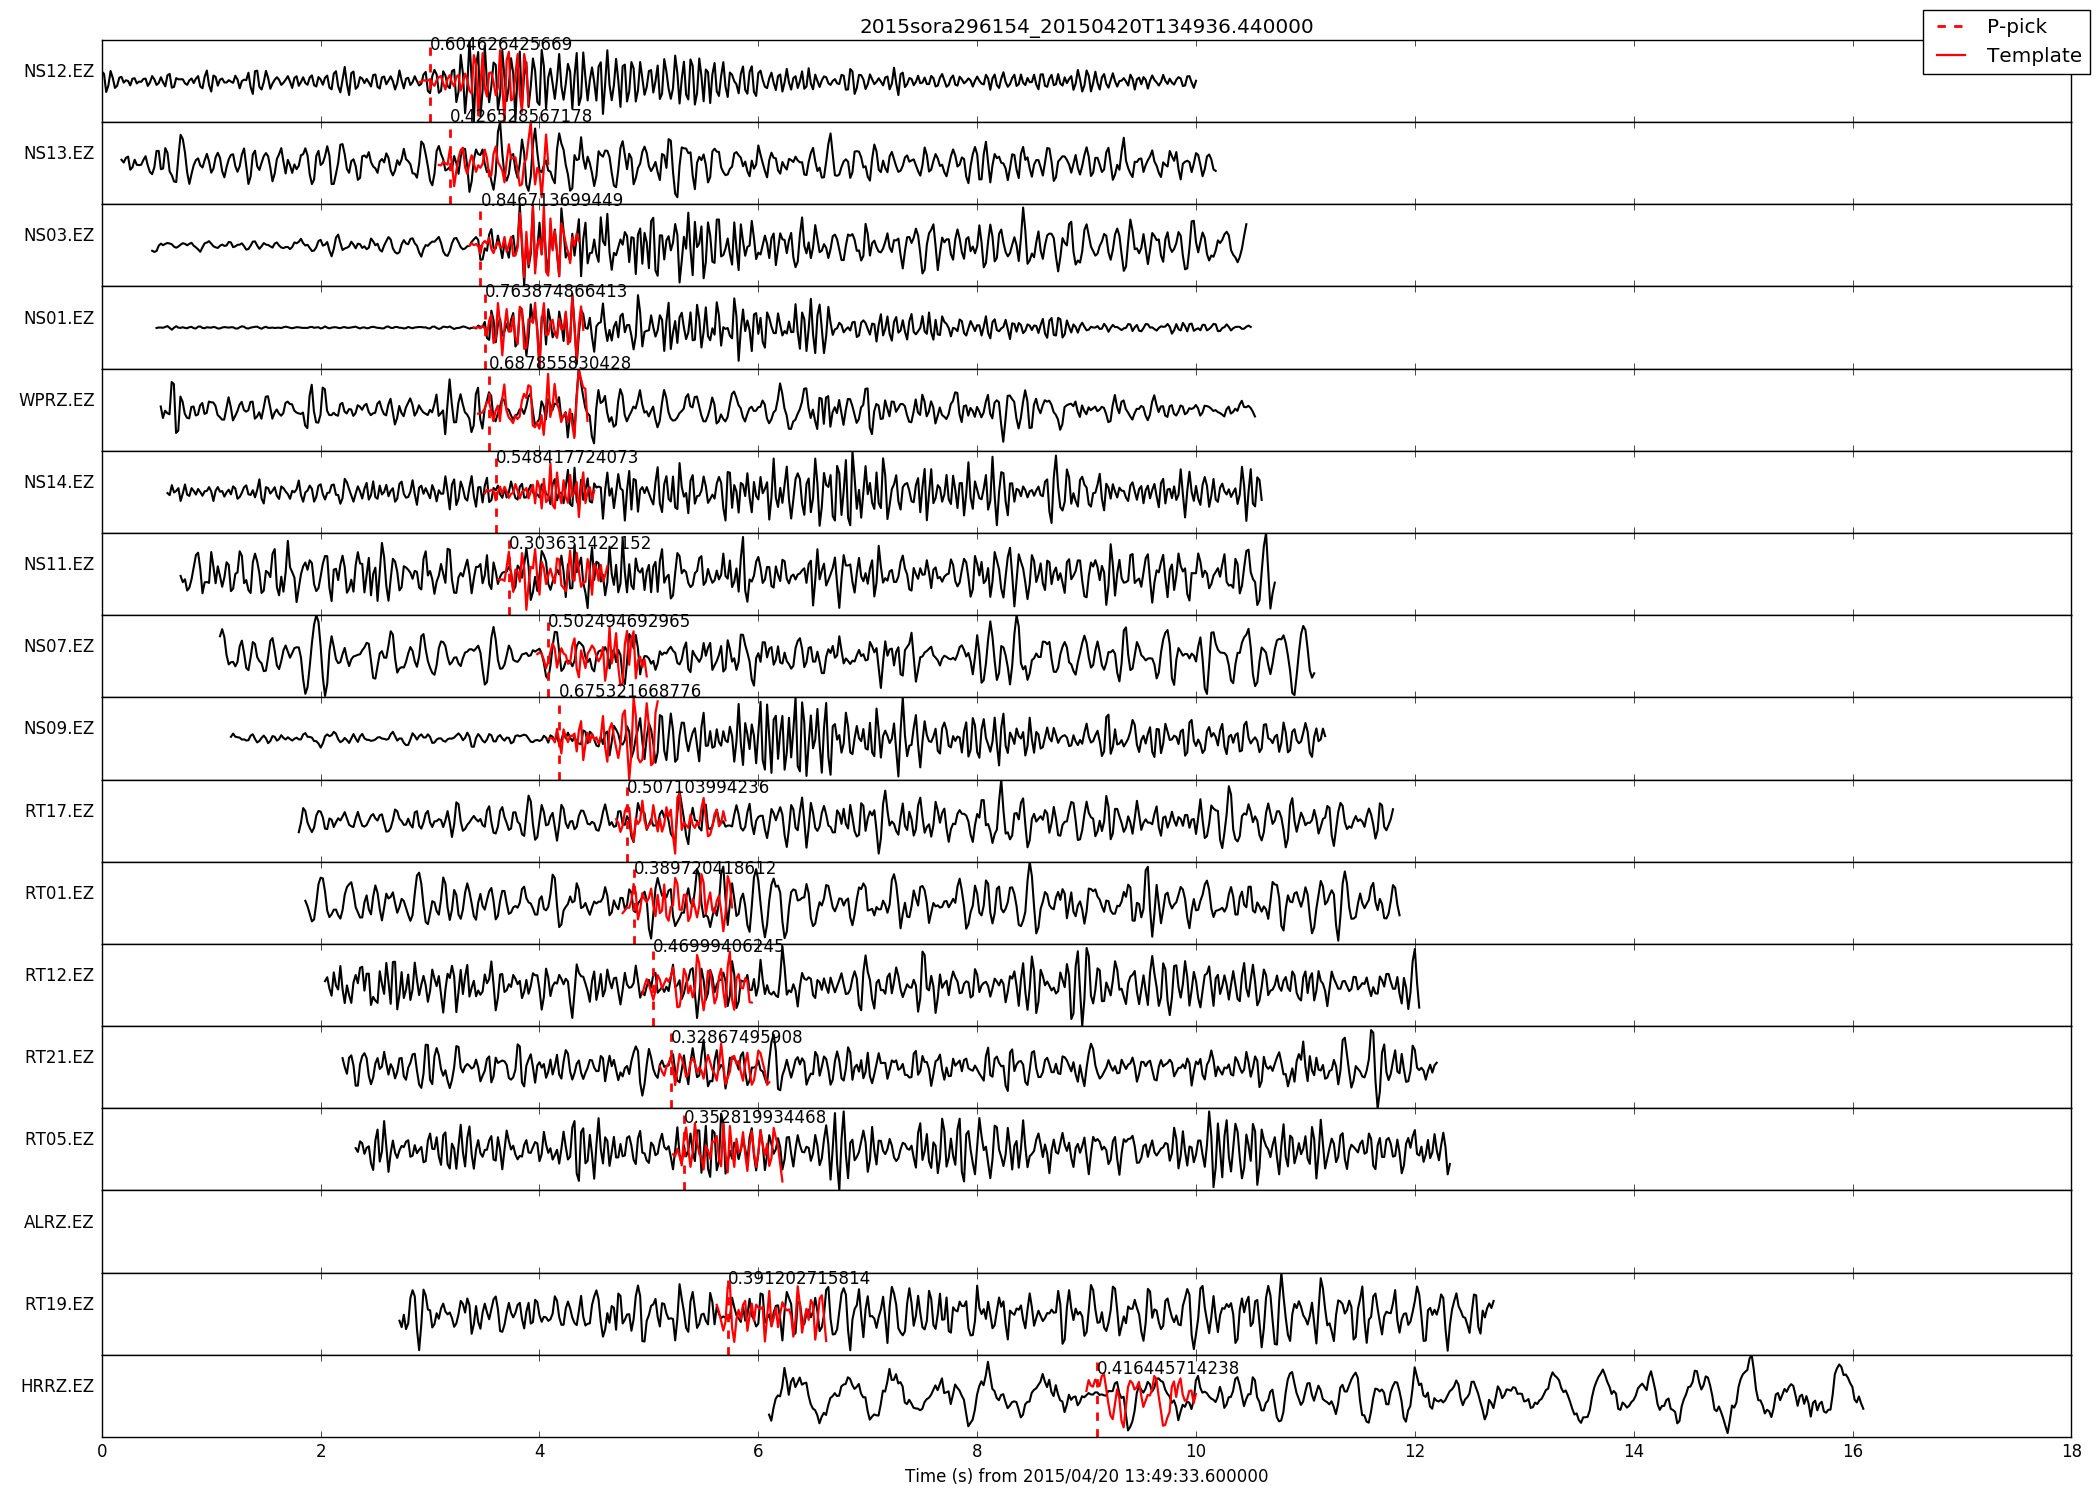 2015sora296154_20150420T134936.440000
P-pick
Template
NS12.EZ
0.604626425669
NS13.EZ
0.426528567178
NS03.EZ
0.846713699449
NS01.EZ
0.763874866413
WPRZ.EZ
0.687855830428
NS14.EZ
0.548417724073
NS11.EZ
0.303631422152
NS07.EZ
0.502494692965
NS09.EZ
0.675321668776
RT17.EZ
0.507103994236
RT01.EZ
0.389720418612
RT12.EZ
0.46999406245
RT21.EZ
0.32867495908
RT05.EZ
0.352819934468
ALRZ.EZ
RT19.EZ
0.391202715814
HRRZ.EZ
0.416445714238
0 2 4 6 8 10 12 14 16 18
Time (s) from 2015/04/20 13:49:33.600000